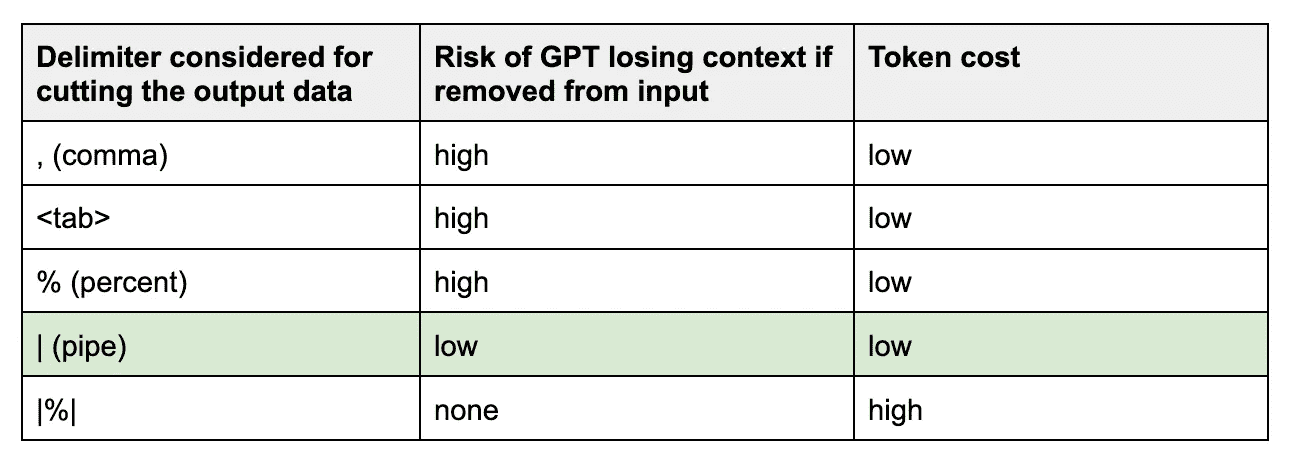 Delimiter considered for
cutting the output data
Risk of GPT losing context if
removed from input
Token cost
, (comma)
high
low
<tab>
high
low
% (percent)
high
low
| (pipe)
low
low
|%|
none
high